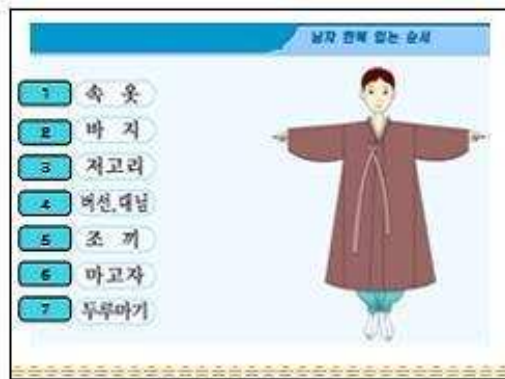 남자 한복 입는 순서
1 속 옷
2 바 지
3 저고리
4 버선,대님
5 조 끼
6 마고자
7 두루마기